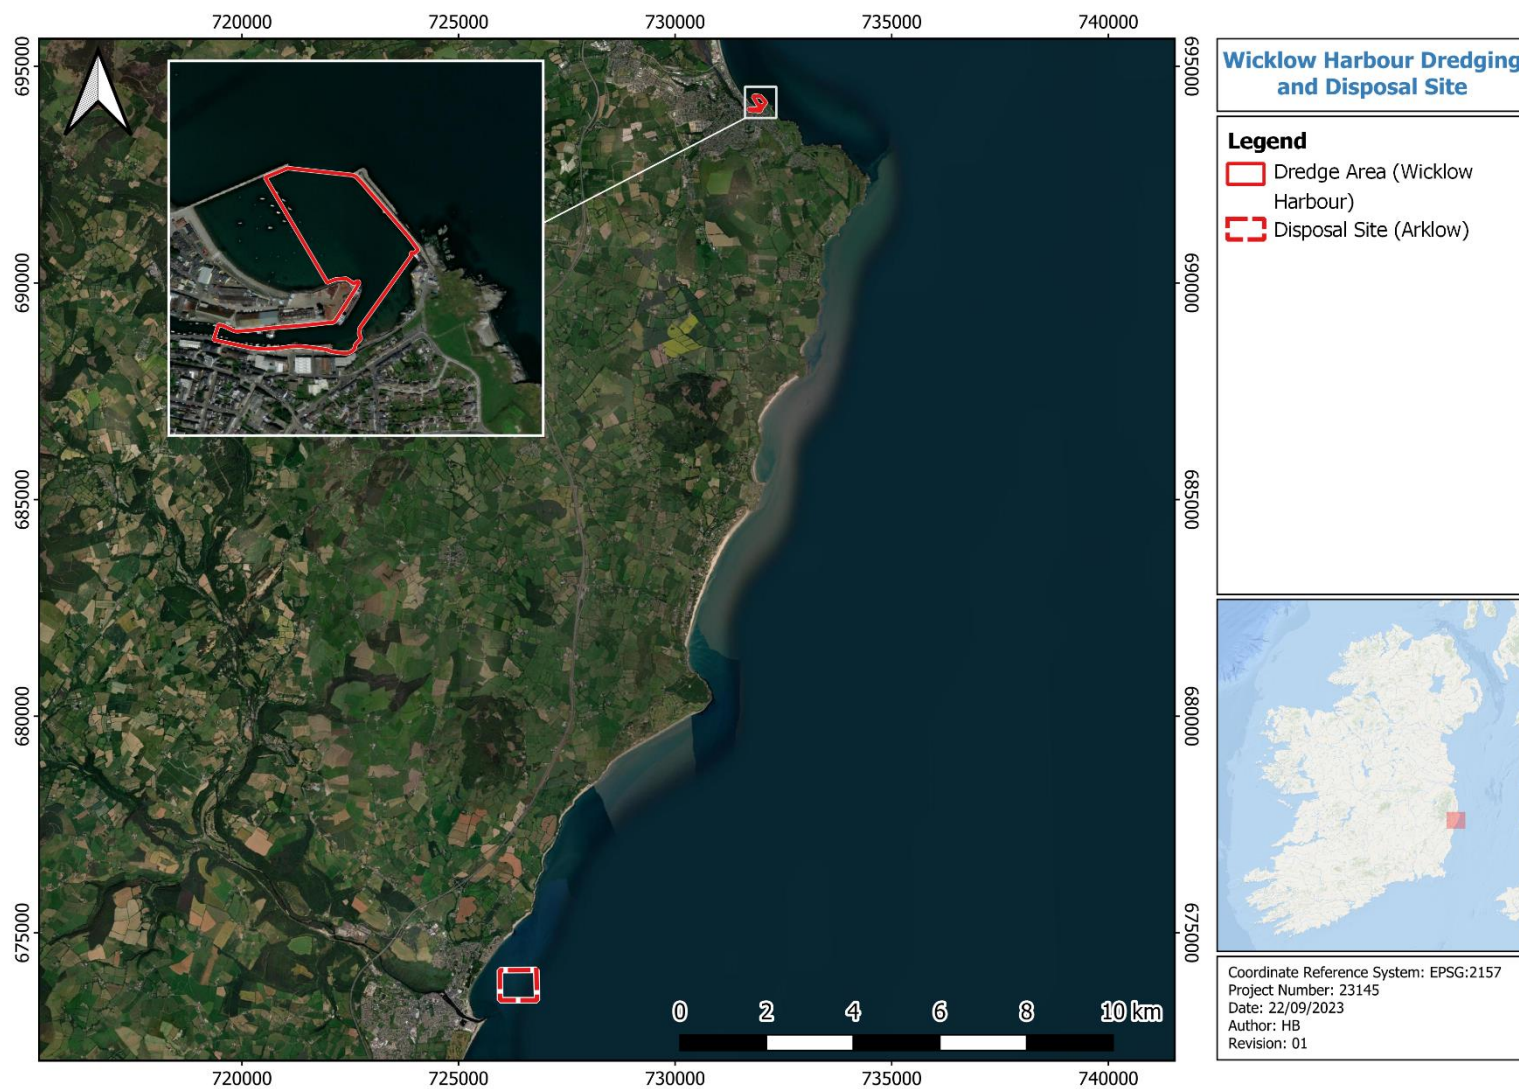 720000 725000 730000 735000 740000
Wicklow Harbour Dredging
and Disposal Site
Legend
Dredge Area (Wicklow
Harbour)
Disposal Site (Arklow)
695000 695000
690000 690000
685000 685000
680000 680000
675000 675000
0 2 4 6 8 10 km
720000 725000 730000 735000 740000
Coordinate Reference System: EPSG:2157
Project Number: 23145
Date: 22/09/2023
Author: HB
Revision: 01